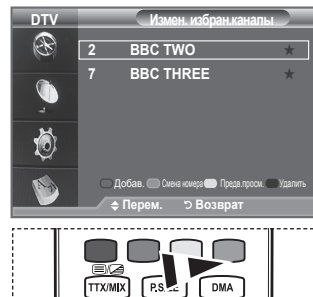 DTV Измен. избран.каналы
2 BBC TWO
7 BBC THREE
Добав. Смена номера Предв.просм. Удалить
Перем. Возврат
TTX/MIX P.SIZE DMA